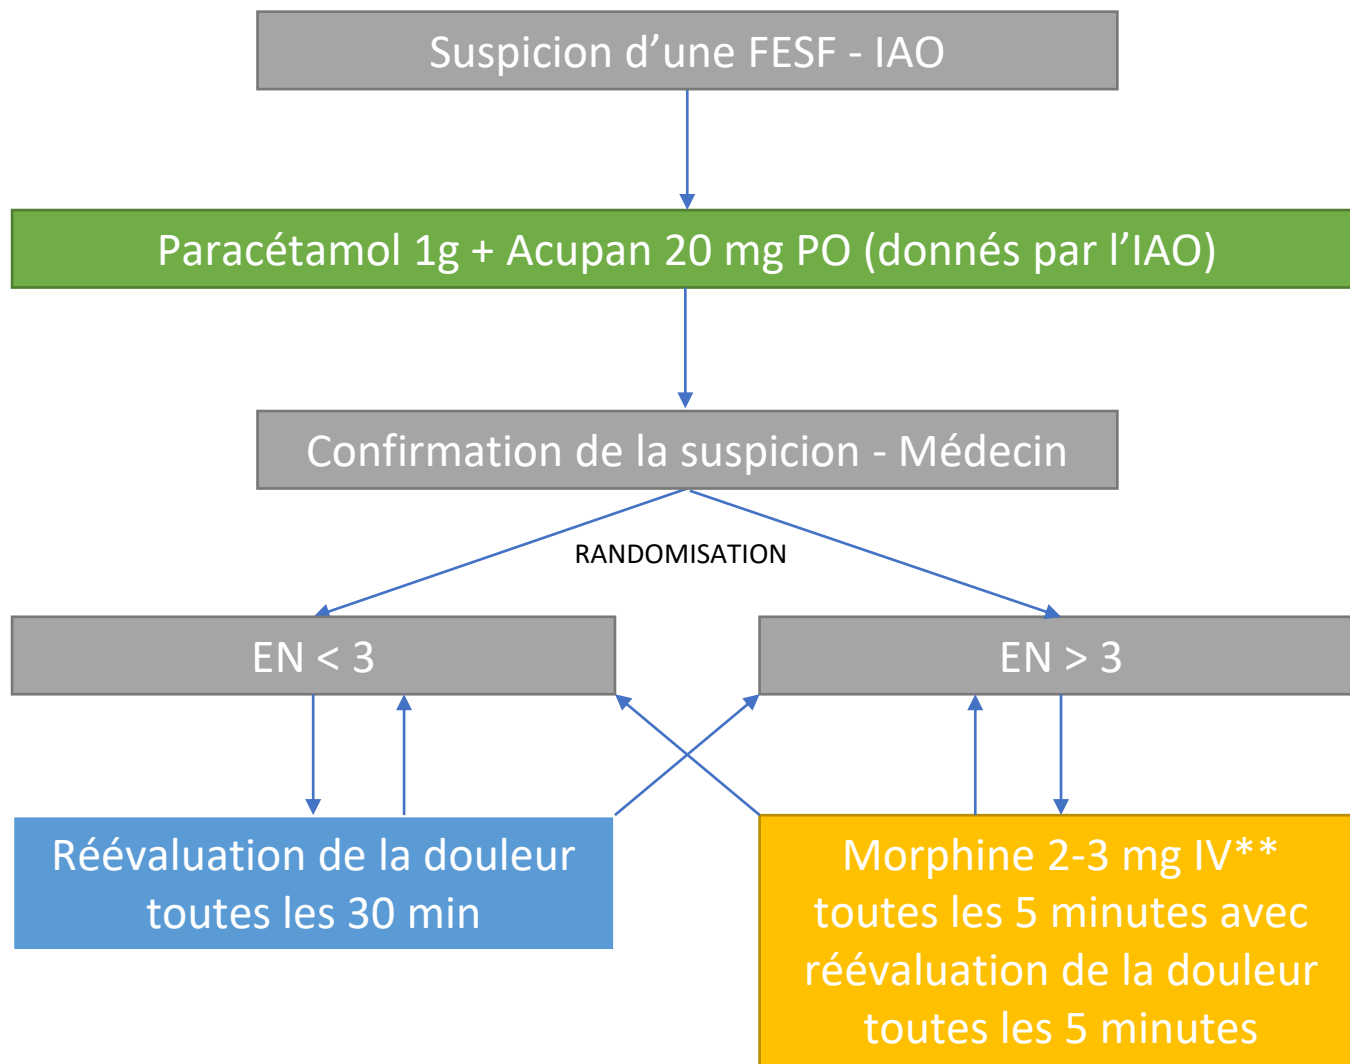 Suspicion d’une FESF - IAO
Paracétamol 1g + Acupan 20 mg PO (donnés par l’IAO)
Confirmation de la suspicion - Médecin
RANDOMISATION
EN < 3
EN > 3
Réévaluation de la douleur
toutes les 30 min
Morphine 2-3 mg IV**
toutes les 5 minutes avec
réévaluation de la douleur
toutes les 5 minutes